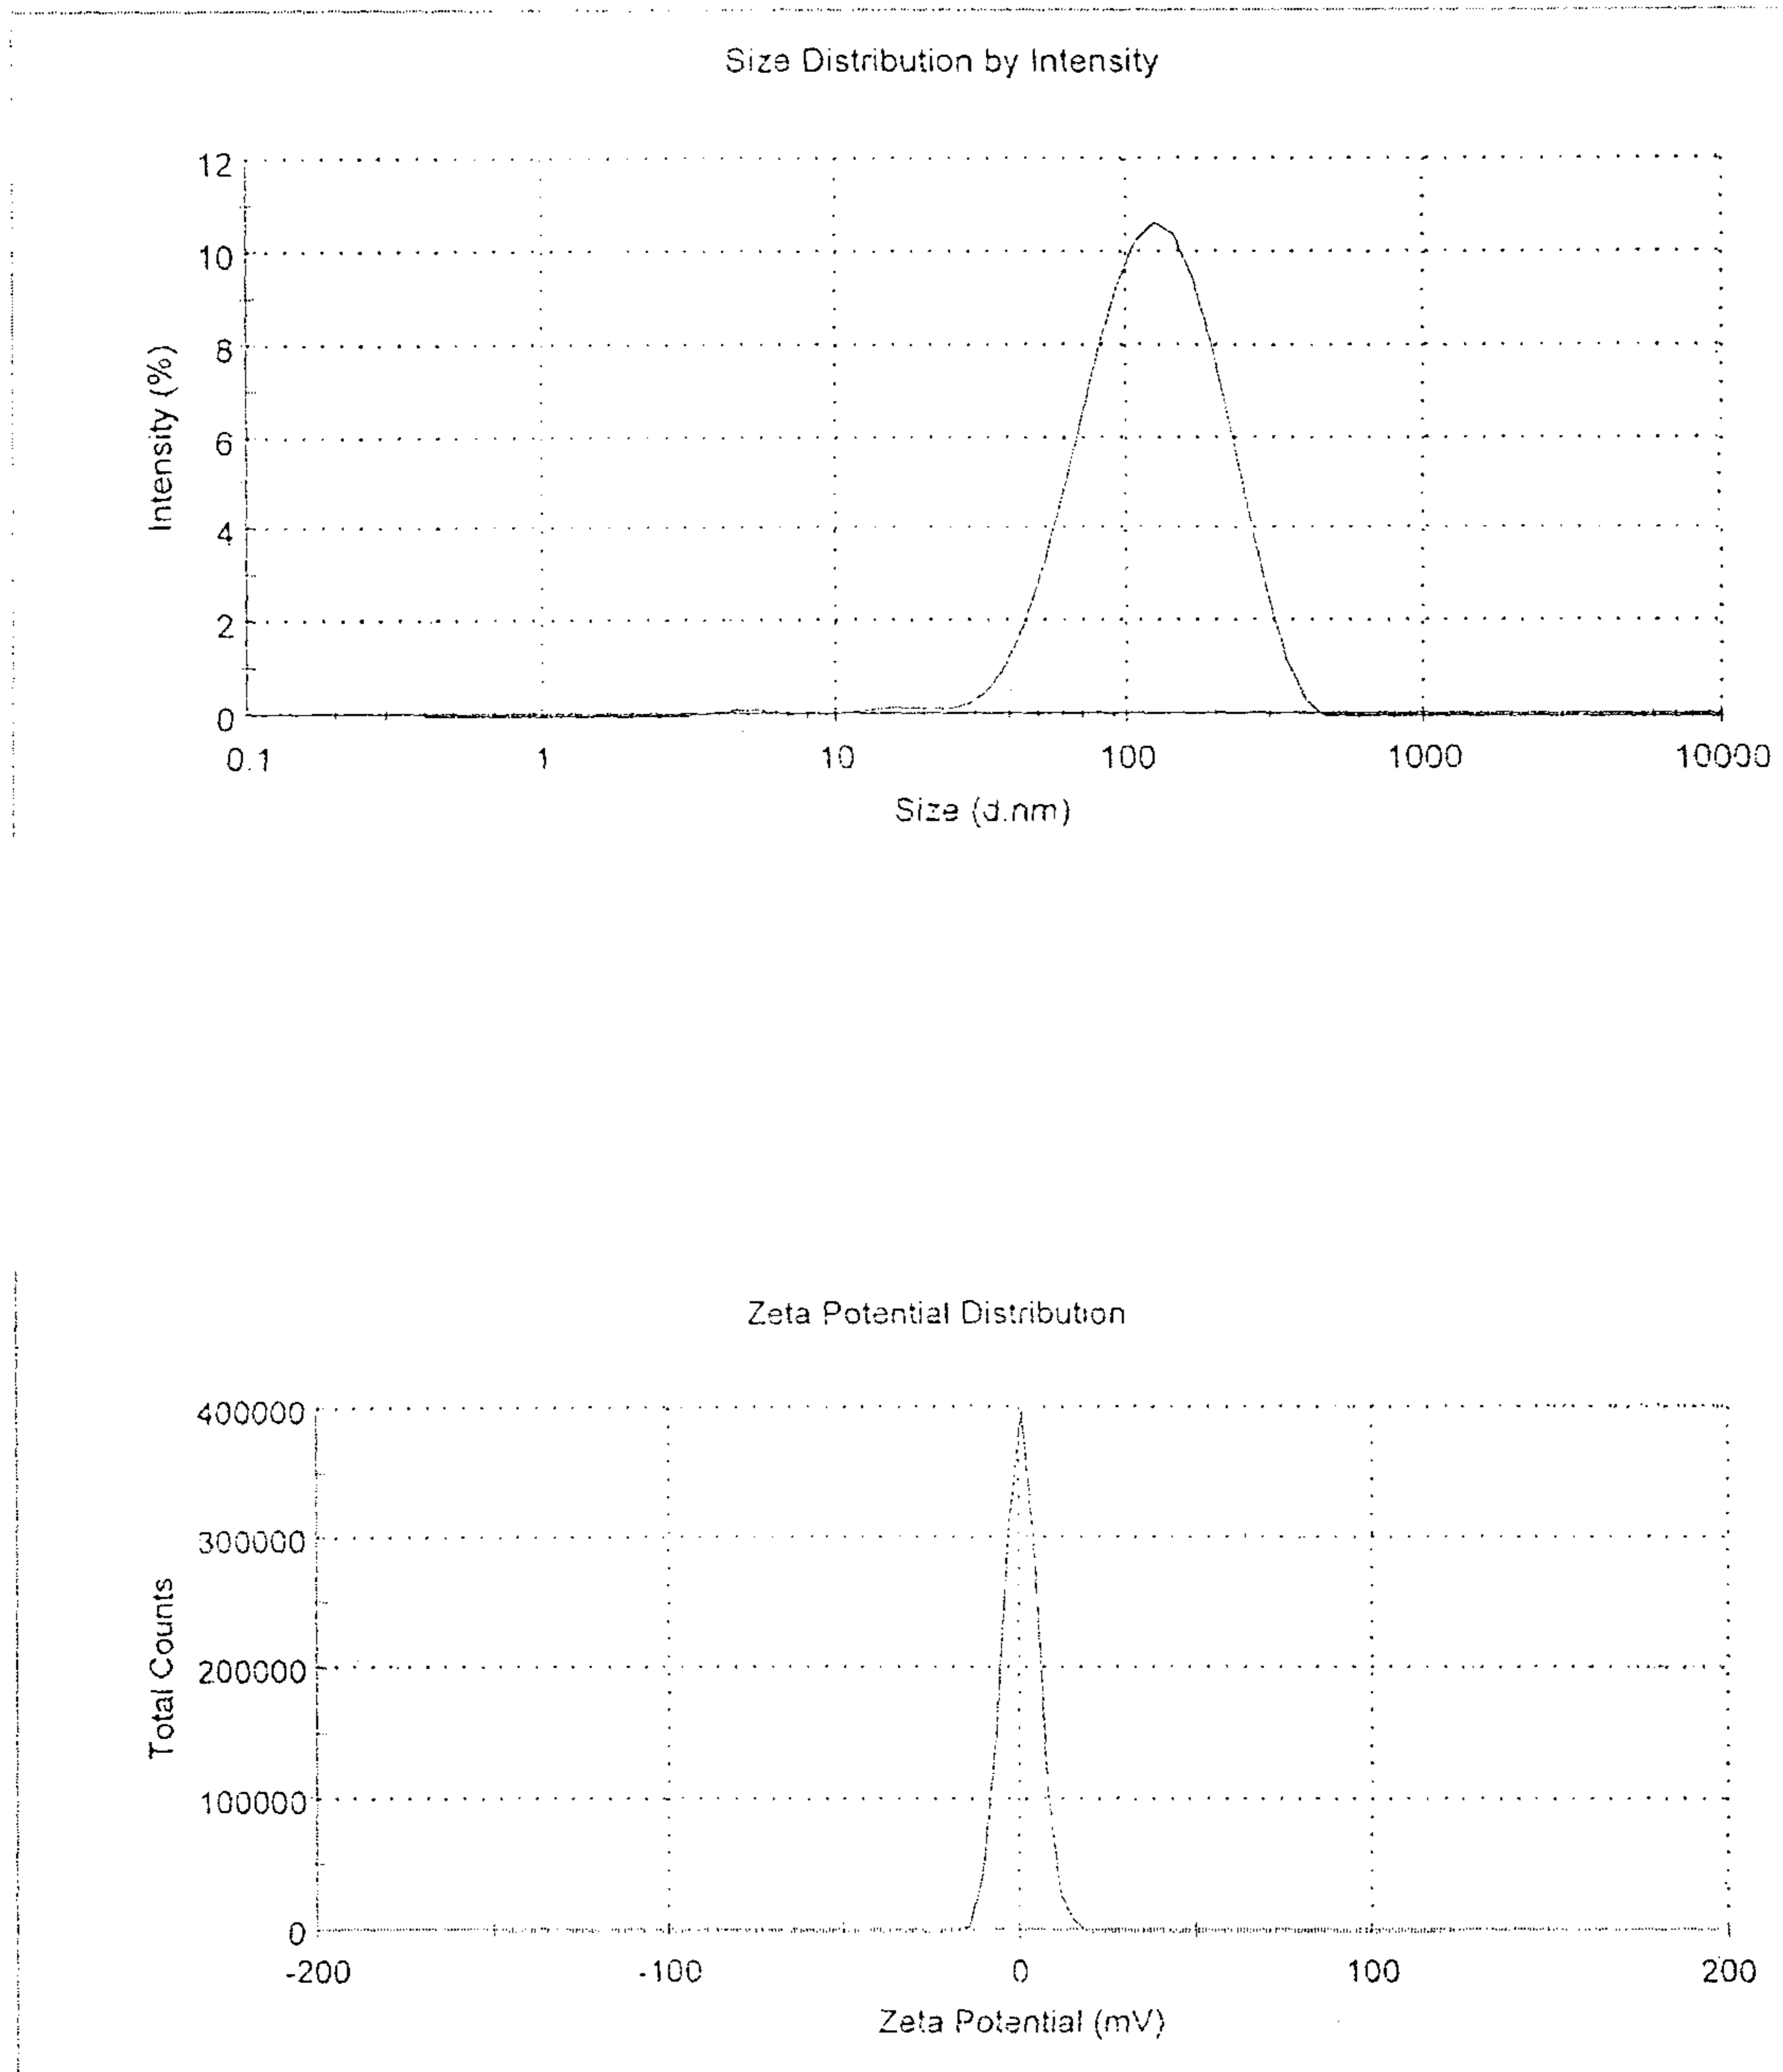 Size Distribution by Intensity
12
10
8
6
4
2
0
Intensity (%)
0.1 1 10 100 1000 10000
Size (d.nm)
Zeta Potential Distribution
400000
300000
200000
100000
0
Total Counts
-200 -100 0 100 200
Zeta Potential (mV)